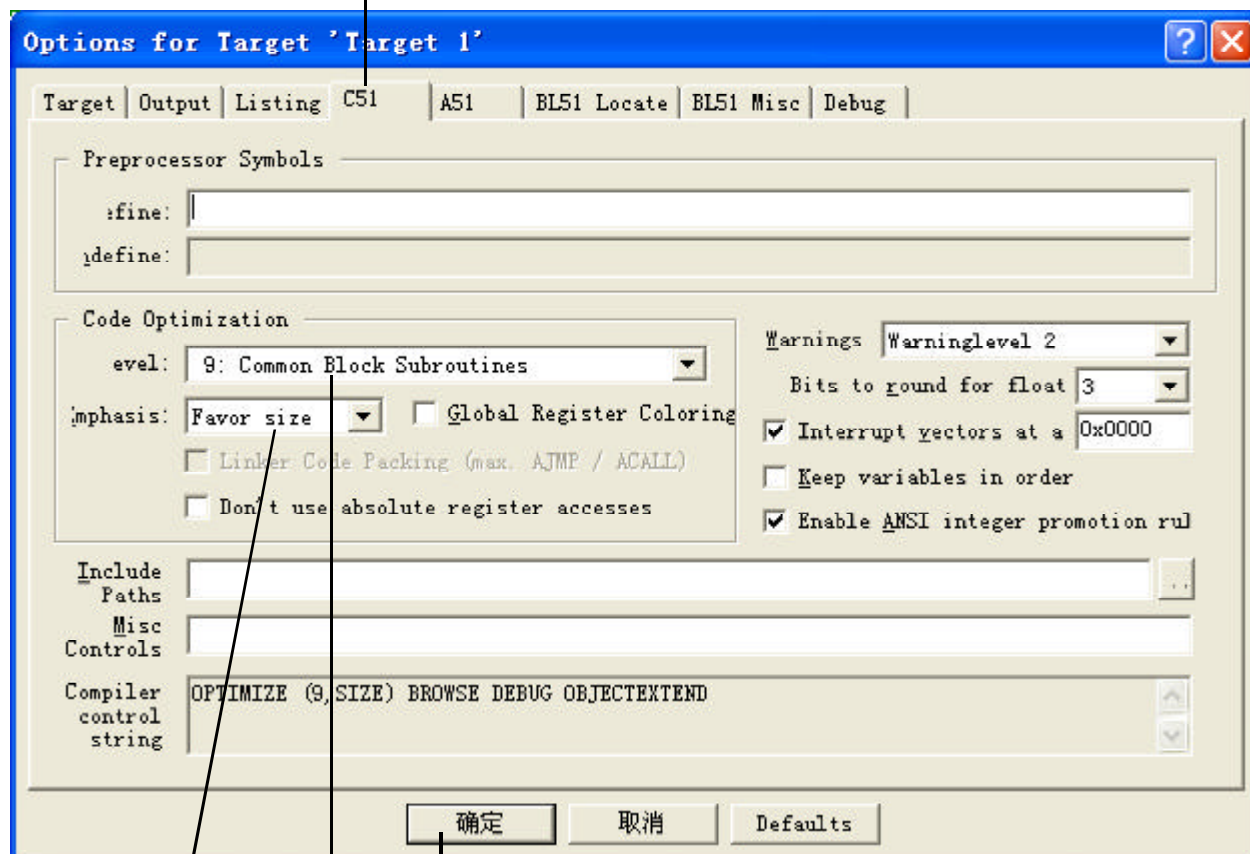 Options for Target 'Target 1'
Target Output Listing C51 A51 BL51 Locate BL51 Misc Debug
Preprocessor Symbols
efine:
ndefine:
Code Optimization
evel: 9: Common Block Subroutines
Warnings Warninglevel 2
Bits to round for float 3
Emphasis: Favor size Global Register Coloring
Interrupt vectors at a 0x0000
Linker Code Packing (max. AJMP / ACALL)
Keep variables in order
Don't use absolute register accesses
Enable ANSI integer promotion rul
Include
Paths
..
Misc
Controls
Compiler
control
string
OPTIMIZE (9,SIZE) BROWSE DEBUG OBJECTEXTEND
确定 取消 Defaults